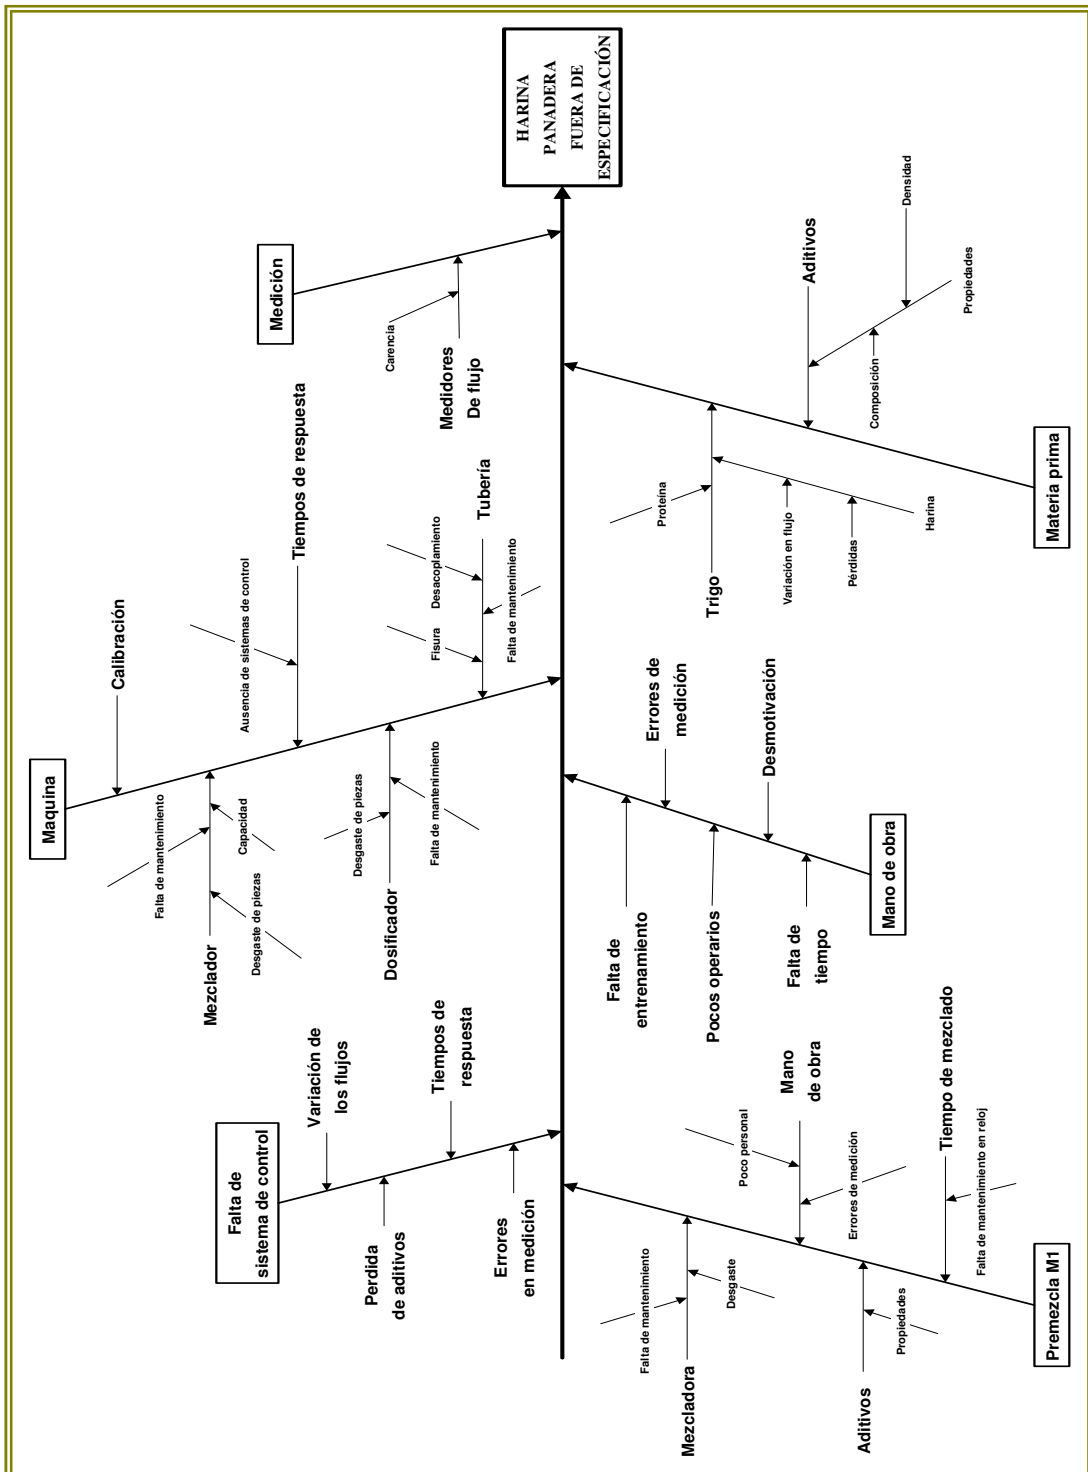 HARINA
PANADERA
FUERA DE
ESPECIFICACIÓN
Falta de
sistema de control
Variación de
los flujos
Perdida
de aditivos
Tiempos de
respuesta
Errores
en medición
Maquina
Calibración
Falta de mantenimiento
Capacidad
Desgaste de piezas
Mezclador
Ausencia de sistemas de control
Tiempos de respuesta
Desgaste de piezas
Falta de mantenimiento
Dosificador
Fisura
Desacoplamiento
Falta de mantenimiento
Tubería
Medición
Carencia
Medidores
De flujo
Premezcla M1
Falta de mantenimiento
Desgaste
Mezcladora
Poco personal
Mano
de obra
Errores de medición
Propiedades
Aditivos
Tiempo de mezclado
Falta de mantenimiento en reloj
Mano de obra
Falta de
entrenamiento
Errores de
medición
Pocos operarios
Desmotivación
Falta de
tiempo
Materia prima
Proteína
Trigo
Variación en flujo
Pérdidas
Harina
Aditivos
Composición
Densidad
Propiedades